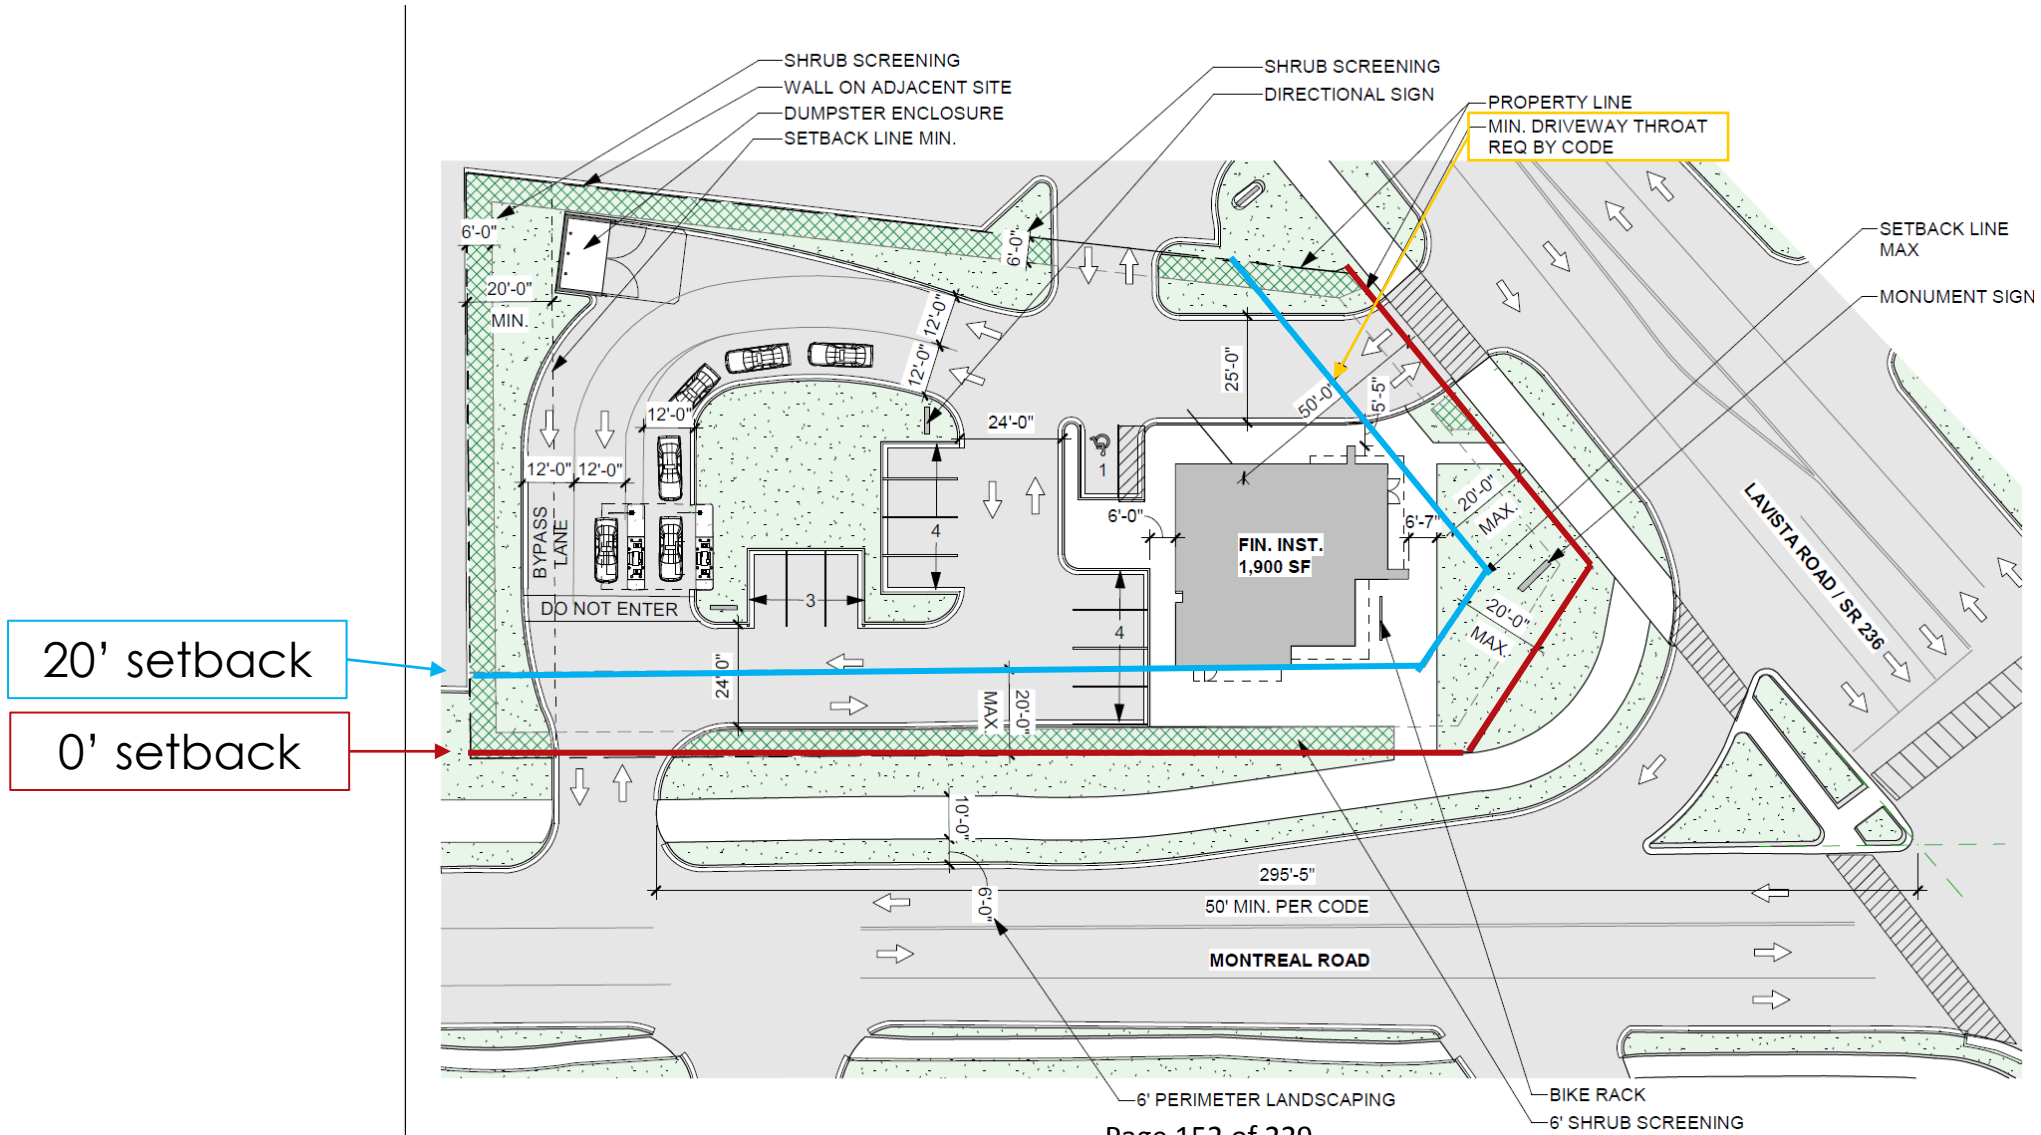 SHRUB SCREENING
WALL ON ADJACENT SITE
DUMPSTER ENCLOSURE
SETBACK LINE MIN.
SHRUB SCREENING
DIRECTIONAL SIGN
PROPERTY LINE
MIN. DRIVEWAY THROAT
REQ BY CODE
SETBACK LINE
MAX
MONUMENT SIGN
6'-0"
20'-0"
MIN.
6'-0"
12'-0"
12'-0"
25'-0"
50'-0"
5'-5"
12'-0"
24'-0"
1
12'-0"
12'-0"
BYPASS
LANE
4
6'-0"
FIN. INST.
1,900 SF
6'-7"
20'-0"
MAX.
20'-0"
MAX.
LAVISTA ROAD / SR 236
DO NOT ENTER
3
4
24'-0"
20'-0"
MAX.
20' setback
0' setback
10'-0"
6'-0"
295'-5"
50' MIN. PER CODE
MONTREAL ROAD
6' PERIMETER LANDSCAPING
BIKE RACK
6' SHRUB SCREENING
Page 152 of 229